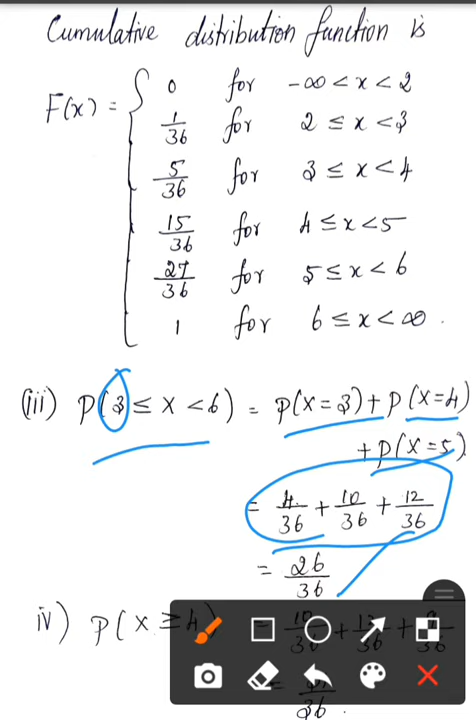 Cumulative distribution function is
F(x) = { 0 for -∞ < x < 2
1/36 for 2 ≤ x < 3
5/36 for 3 ≤ x < 4
15/36 for 4 ≤ x < 5
27/36 for 5 ≤ x < 6
1 for 6 ≤ x < ∞ .
(iii) P(3 ≤ X < 6) = P(X = 3) + P(X = 4)
+ P(X = 5)
= 4/36 + 10/36 + 12/36
= 26/36
iv) P(X ≥ 4) =
36